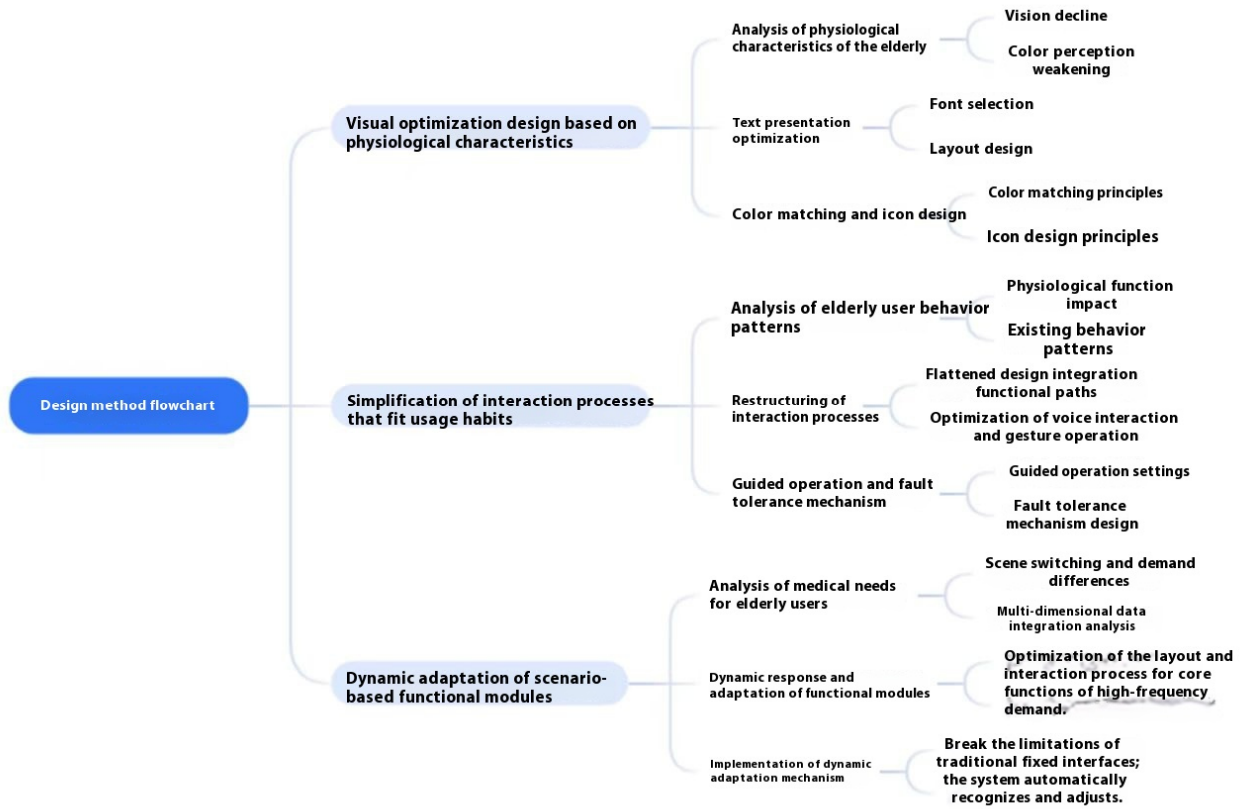 Design method flowchart
Visual optimization design based on
physiological characteristics
Analysis of physiological
characteristics of the elderly
Vision decline
Color perception
weakening
Text presentation
optimization
Font selection
Layout design
Color matching and icon design
Color matching principles
Icon design principles
Simplification of interaction processes
that fit usage habits
Analysis of elderly user behavior
patterns
Physiological function
impact
Existing behavior
patterns
Restructuring of
interaction processes
Flattened design integration
functional paths
Optimization of voice interaction
and gesture operation
Guided operation and fault
tolerance mechanism
Guided operation settings
Fault tolerance
mechanism design
Dynamic adaptation of scenario-
based functional modules
Analysis of medical needs
for elderly users
Scene switching and demand
differences
Multi-dimensional data
integration analysis
Dynamic response and
adaptation of functional modules
Optimization of the layout and
interaction process for core
functions of high-frequency
demand.
Implementation of dynamic
adaptation mechanism
Break the limitations of
traditional fixed interfaces;
the system automatically
recognizes and adjusts.